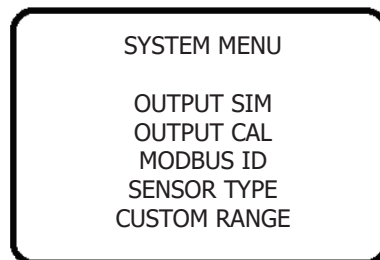 SYSTEM MENU
OUTPUT SIM
OUTPUT CAL
MODBUS ID
SENSOR TYPE
CUSTOM RANGE